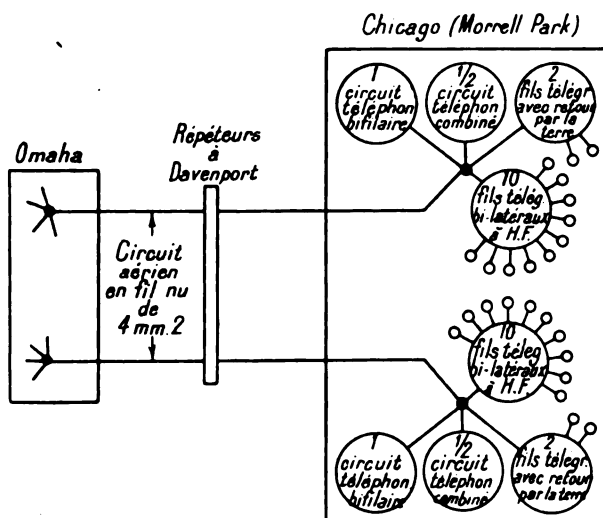 Chicago (Morrell Park)
1
circuit
téléphon
bifilaire
1/2
circuit
téléphon
combiné
2
fils télégr.
avec retour
par la
terre
Omaha
Répéteurs
à
Davenport
10
fils télég.
bi-latéraux
à H.F.
Circuit
aérien
en fil nu
de
4 mm.2
10
fils téleg
bi-latéraux
à H.F.
1
circuit
téléphon
bifilaire
1/2
circuit
téléphon
combiné
2
fils télegr.
avec retour
par la terre